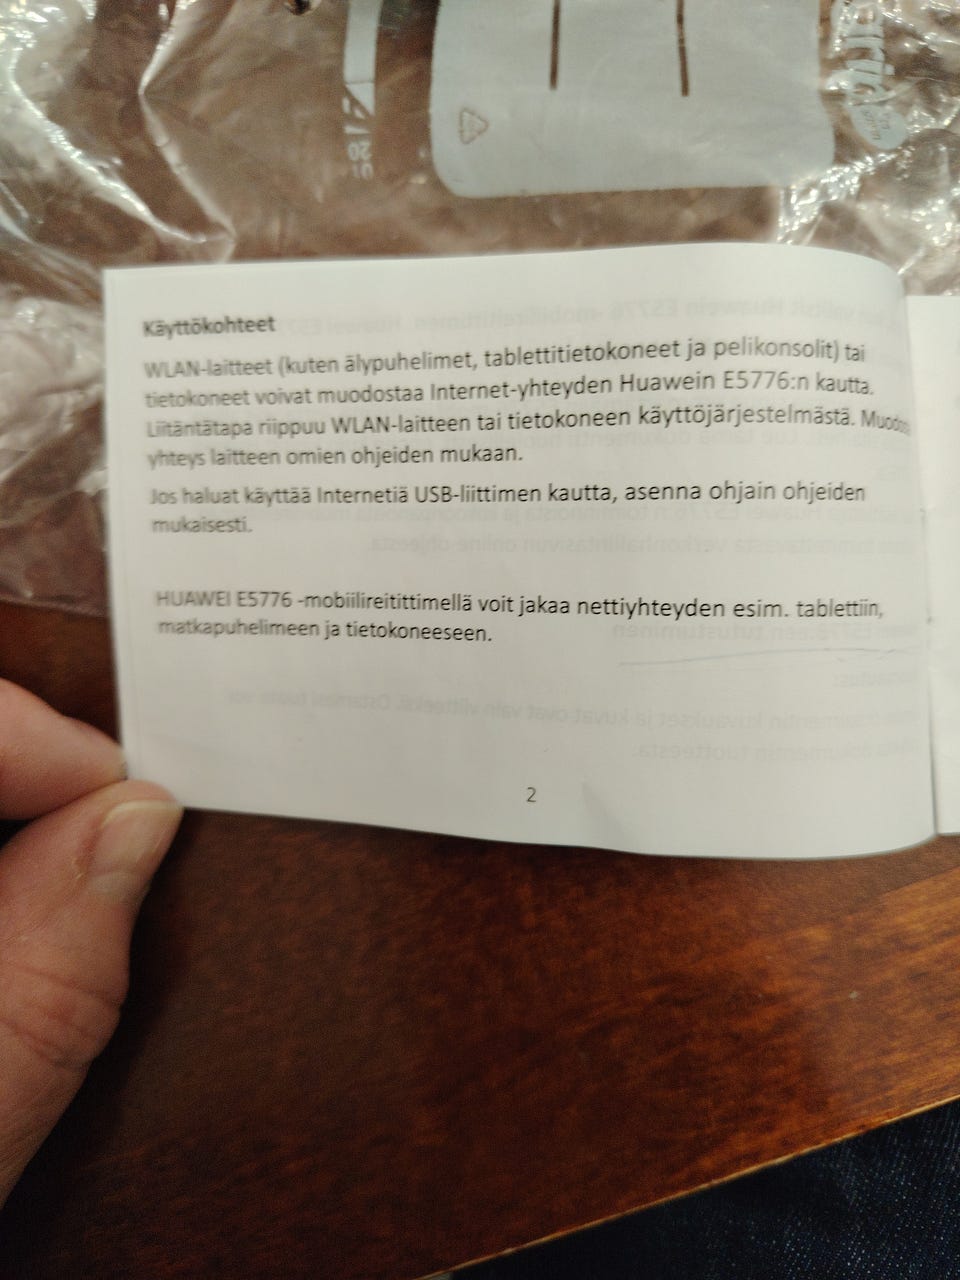 Käyttökohteet
WLAN-laitteet (kuten älypuhelimet, tablettitietokoneet ja pelikonsolit) tai
tietokoneet voivat muodostaa Internet-yhteyden Huawein E5776:n kautta.
Liitäntätapa riippuu WLAN-laitteen tai tietokoneen käyttöjärjestelmästä. Muodos
yhteys laitteen omien ohjeiden mukaan.
Jos haluat käyttää Internetiä USB-liittimen kautta, asenna ohjain ohjeiden
mukaisesti.
HUAWEI E5776 -mobiilireitittimellä voit jakaa nettiyhteyden esim. tablettiin,
matkapuhelimeen ja tietokoneeseen.
2